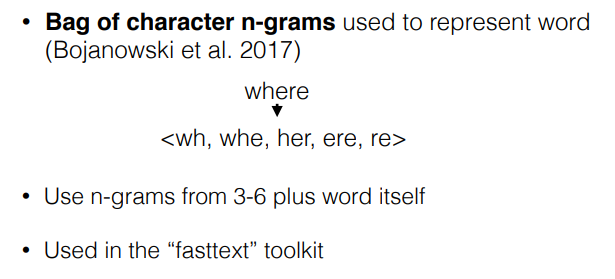 • Bag of character n-grams used to represent word
(Bojanowski et al. 2017)
where
<wh, whe, her, ere, re>
• Use n-grams from 3-6 plus word itself
• Used in the “fasttext” toolkit